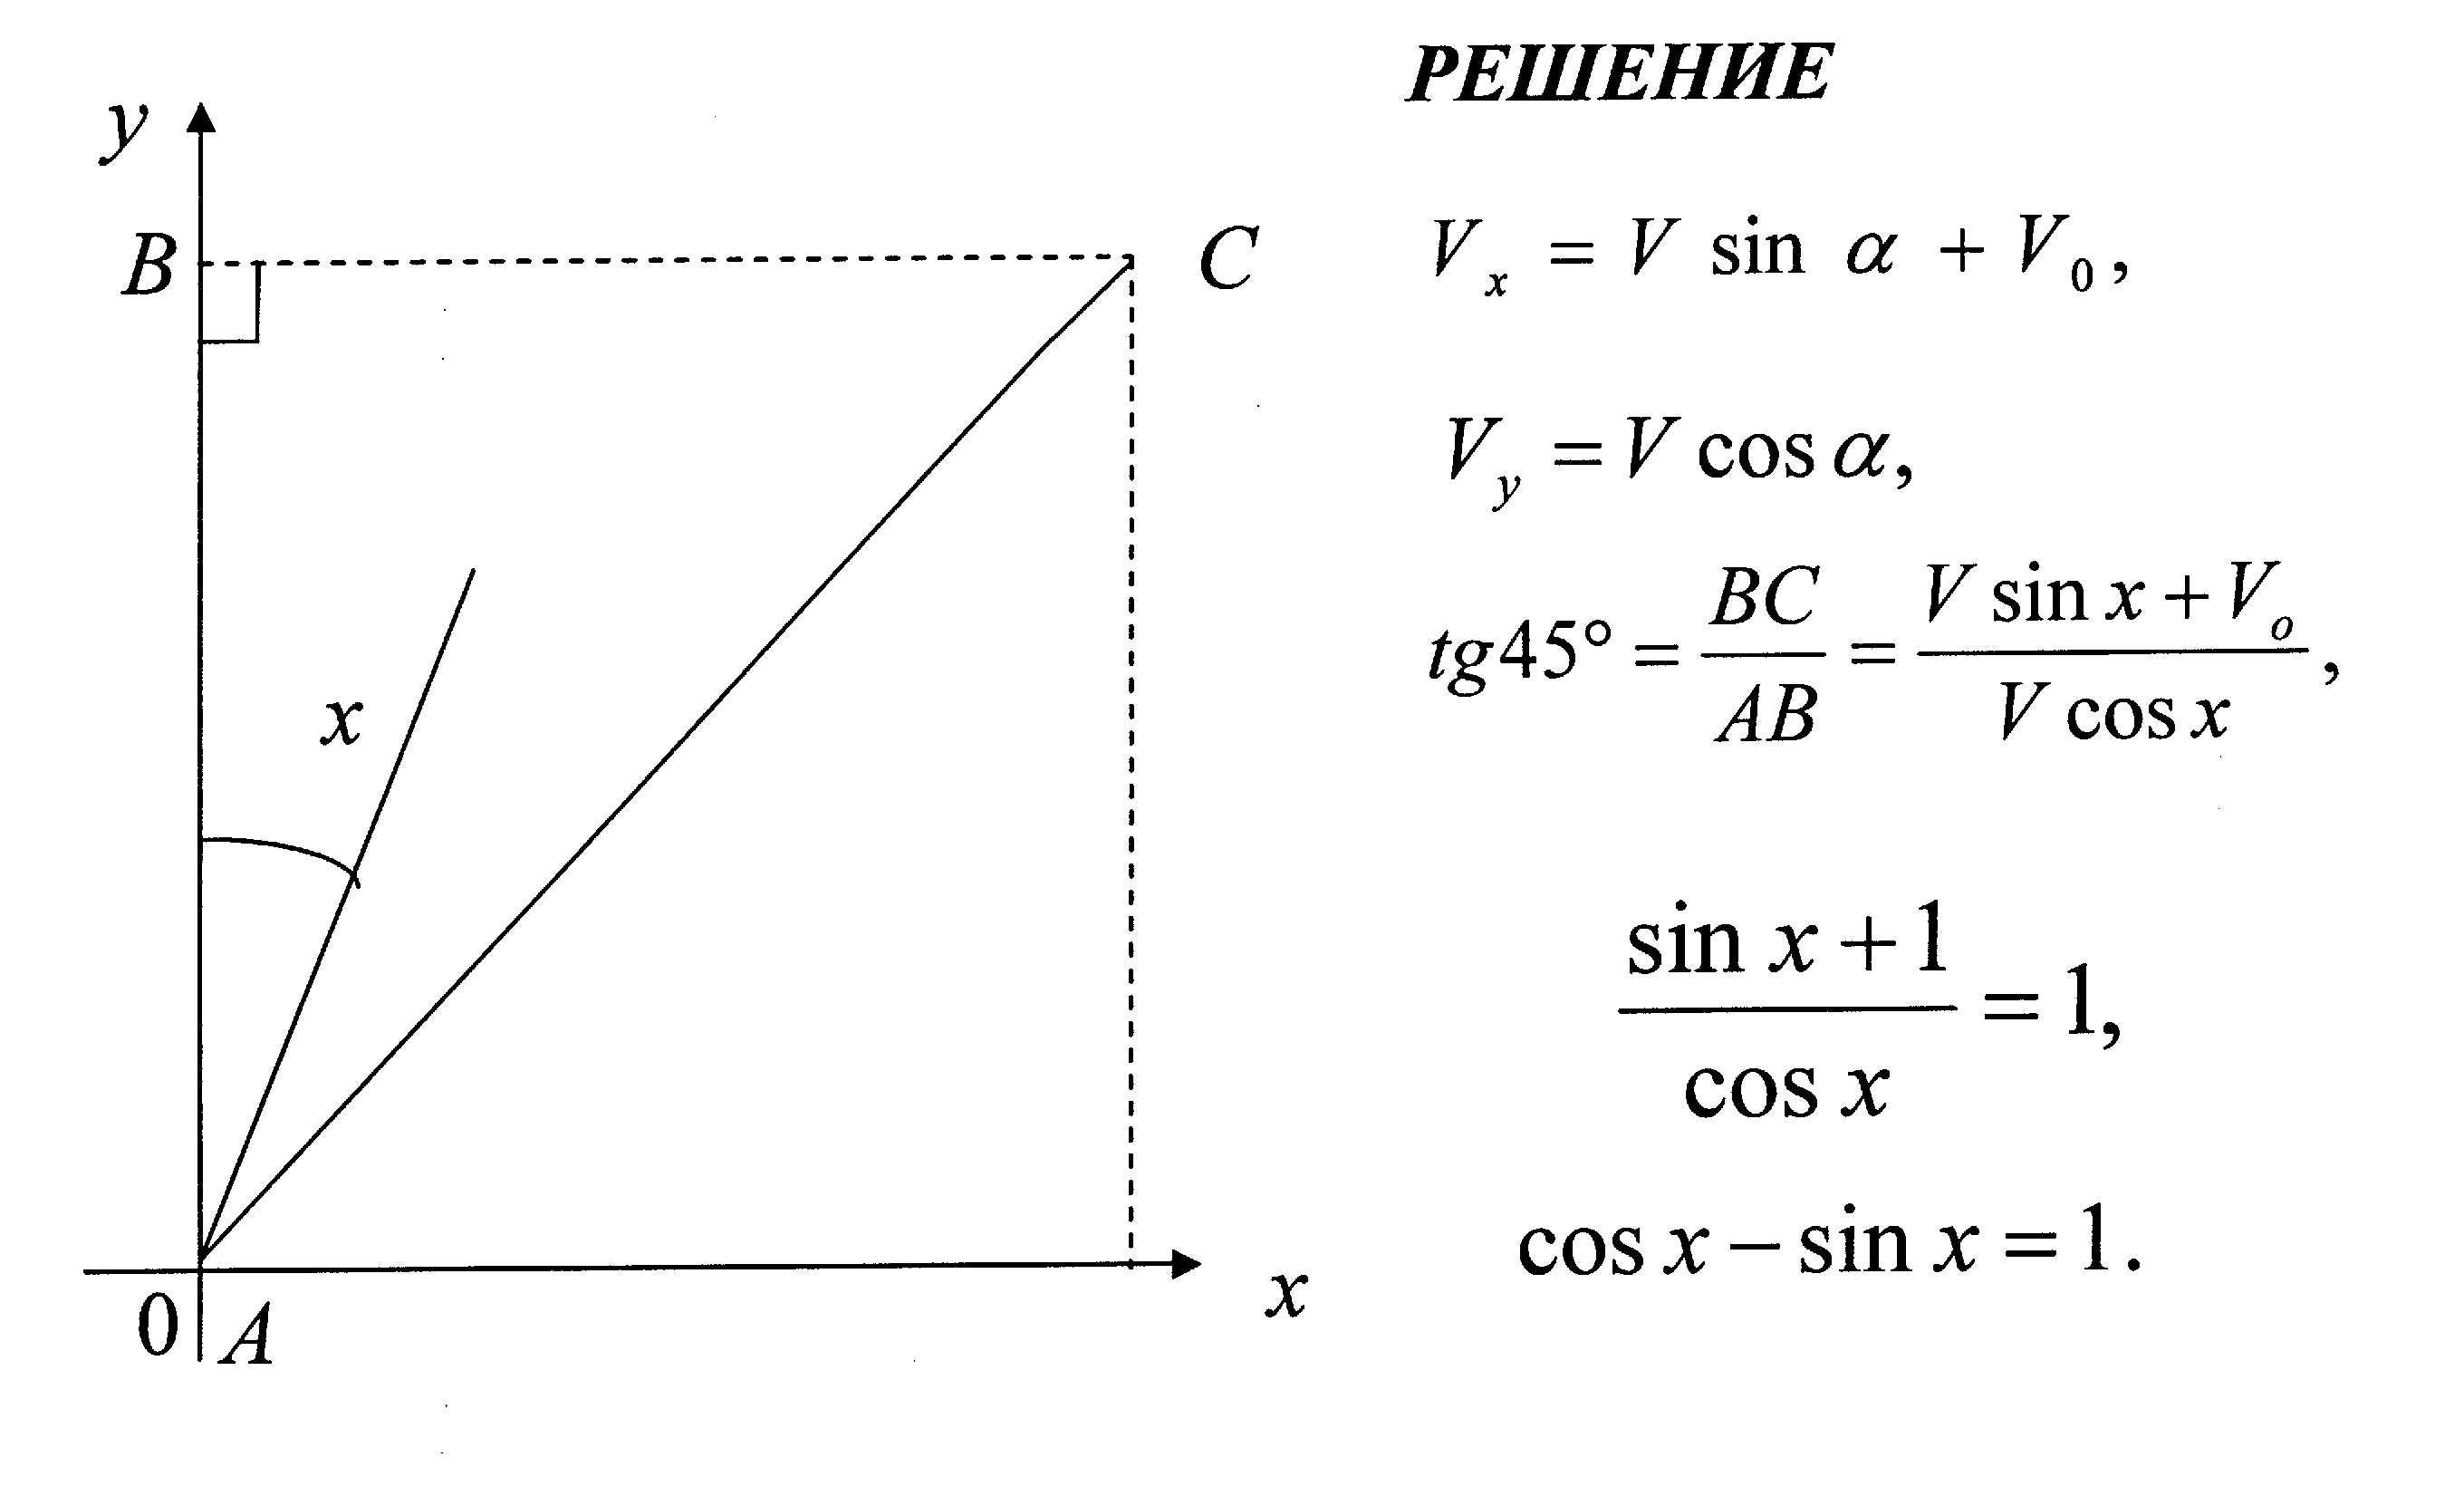 РЕШЕНИЕ
y
B
C
x
0
A
x
V_x = V sin α + V_0,
V_y = V cos α,
tg45° = BC/AB = (V sin x + V_o)/(V cos x),
(sin x + 1)/(cos x) = 1,
cos x − sin x = 1.